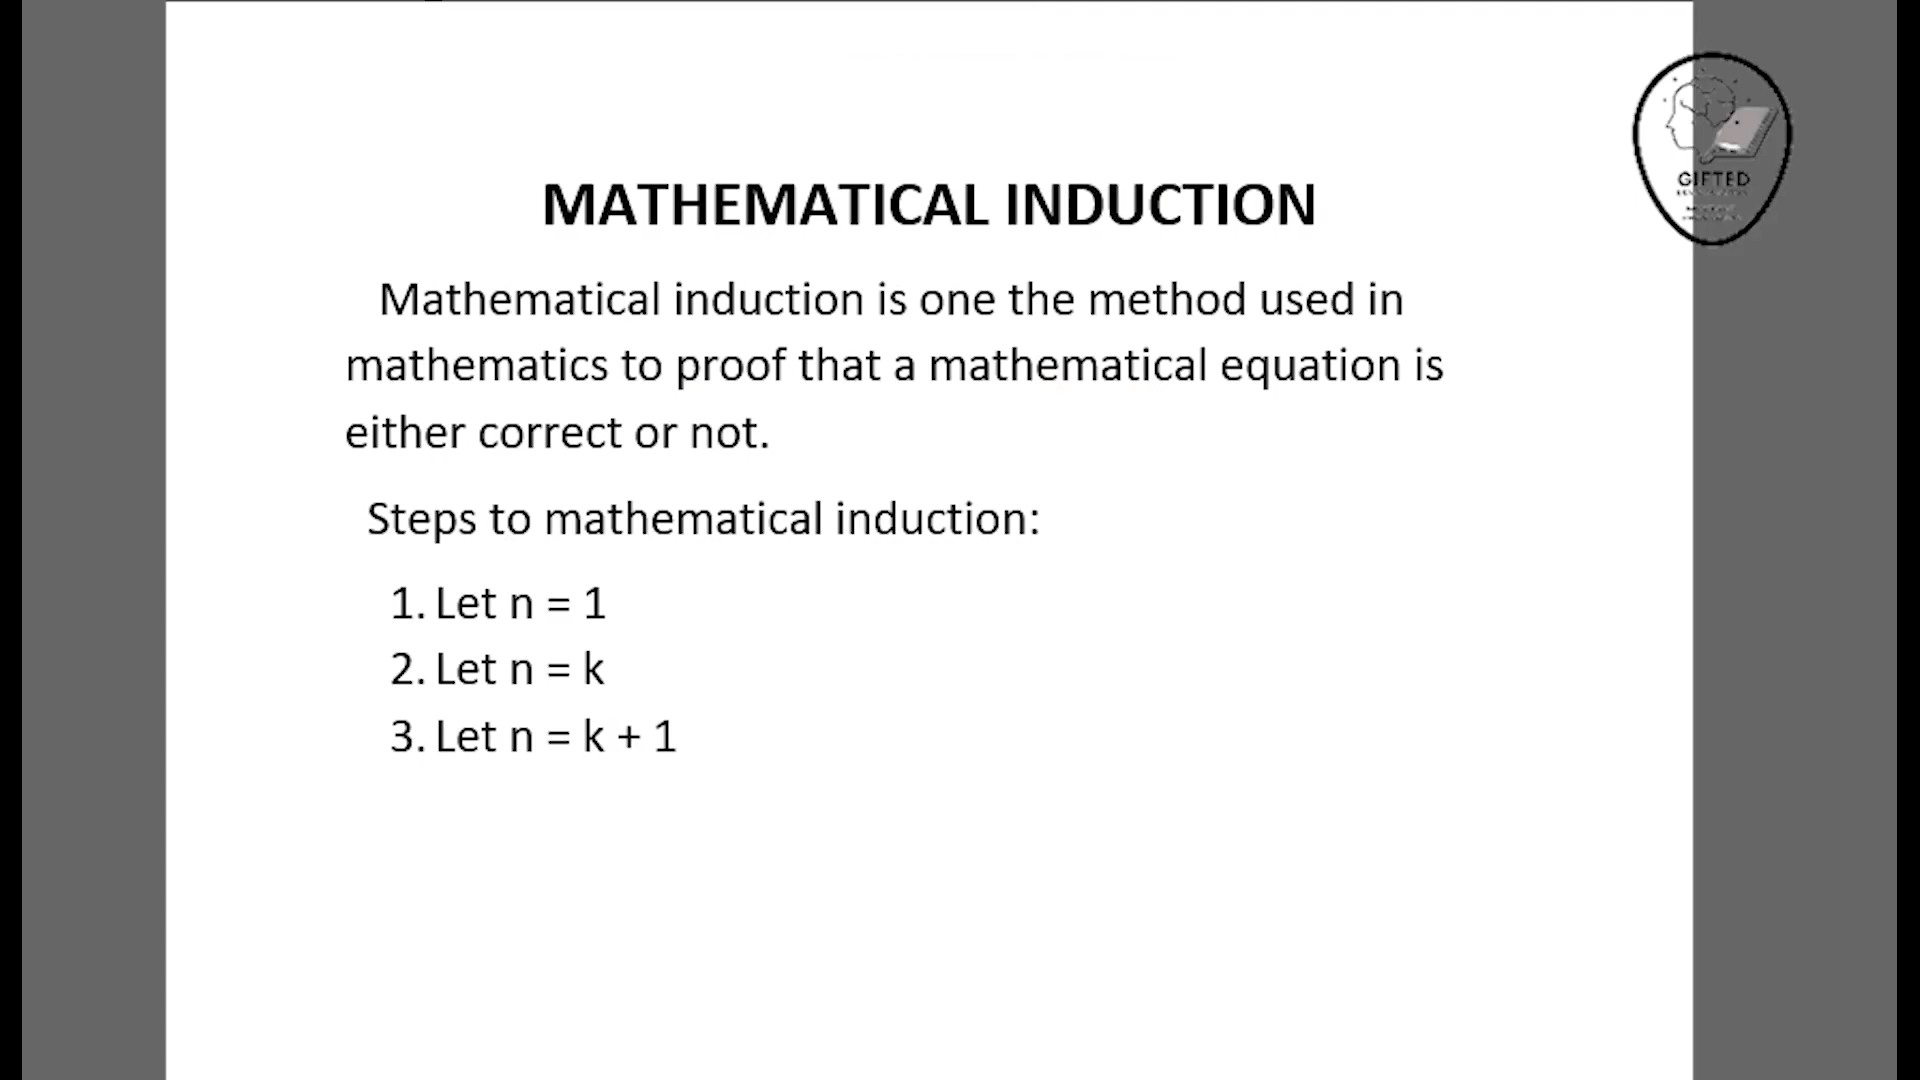 GIFTED
MATHEMATICAL INDUCTION
Mathematical induction is one the method used in
mathematics to proof that a mathematical equation is
either correct or not.
Steps to mathematical induction:
1. Let n = 1
2. Let n = k
3. Let n = k + 1